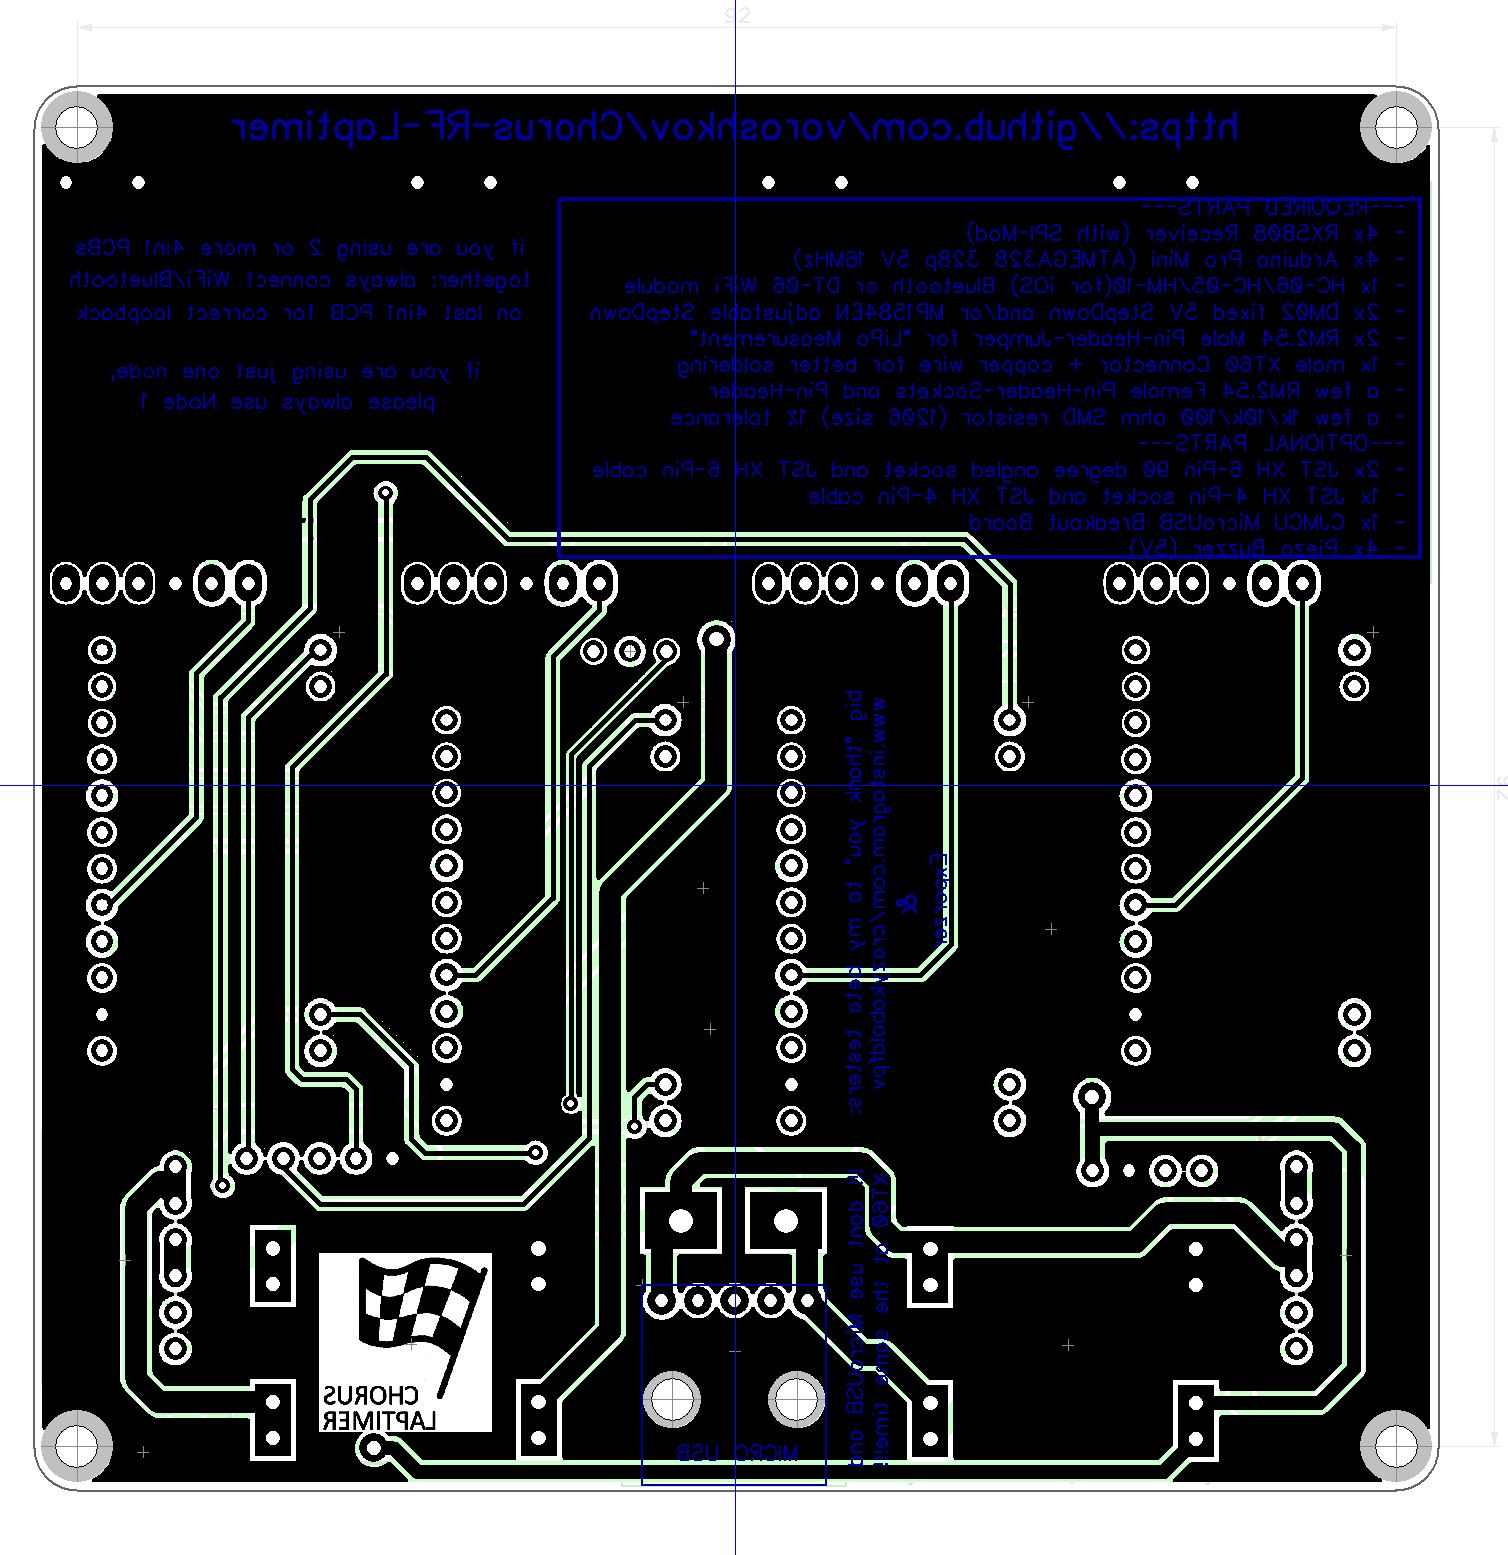 92
https://github.com/voroshkov/Chorus-RF-Laptimer
if you are using 2 or more 4in1 PCBs
together: always connect WiFi/Bluetooth
on last 4in1 PCB for correct loopback
if you are using just one node,
please always use Node 1
---REQUIRED PARTS---
- 4x RX5808 Receiver (with SPI-Mod)
- 4x Arduino Pro Mini (ATMEGA328 328p 5V 16MHz)
- 1x HC-06/HC-05/HM-10(for iOS) Bluetooth or DT-06 WiFi module
- 2x DM02 fixed 5V StepDown and/or MP1584EN adjustable StepDown
- 2x RM2.54 Male Pin-Header-Jumper for "LiPo Measurement"
- 1x male XT60 Connector + copper wire for better soldering
- a few RM2.54 Female Pin-Header-Sockets and Pin-Header
- a few 1k/10k/100 ohm SMD resistor (1206 size) 1% tolerance
---OPTIONAL PARTS---
- 2x JST XH 6-Pin 90 degree angled socket and JST XH 6-Pin cable
- 1x JST XH 4-Pin socket and JST XH 4-Pin cable
- 1x CJMCU MicroUSB Breakout Board
- 4x Piezo Buzzer (5V)
big "thank you" to my beta testers:
www.instagram.com/crazykoboldfpv
&
!!! dont use MicroUSB and
XT60 at the same time!!!
CHORUS
LAPTIMER
MICRO USB